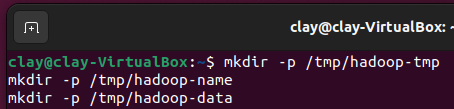 clay@clay-VirtualBox: ~
clay@clay-VirtualBox:~$ mkdir -p /tmp/hadoop-tmp
mkdir -p /tmp/hadoop-name
mkdir -p /tmp/hadoop-data